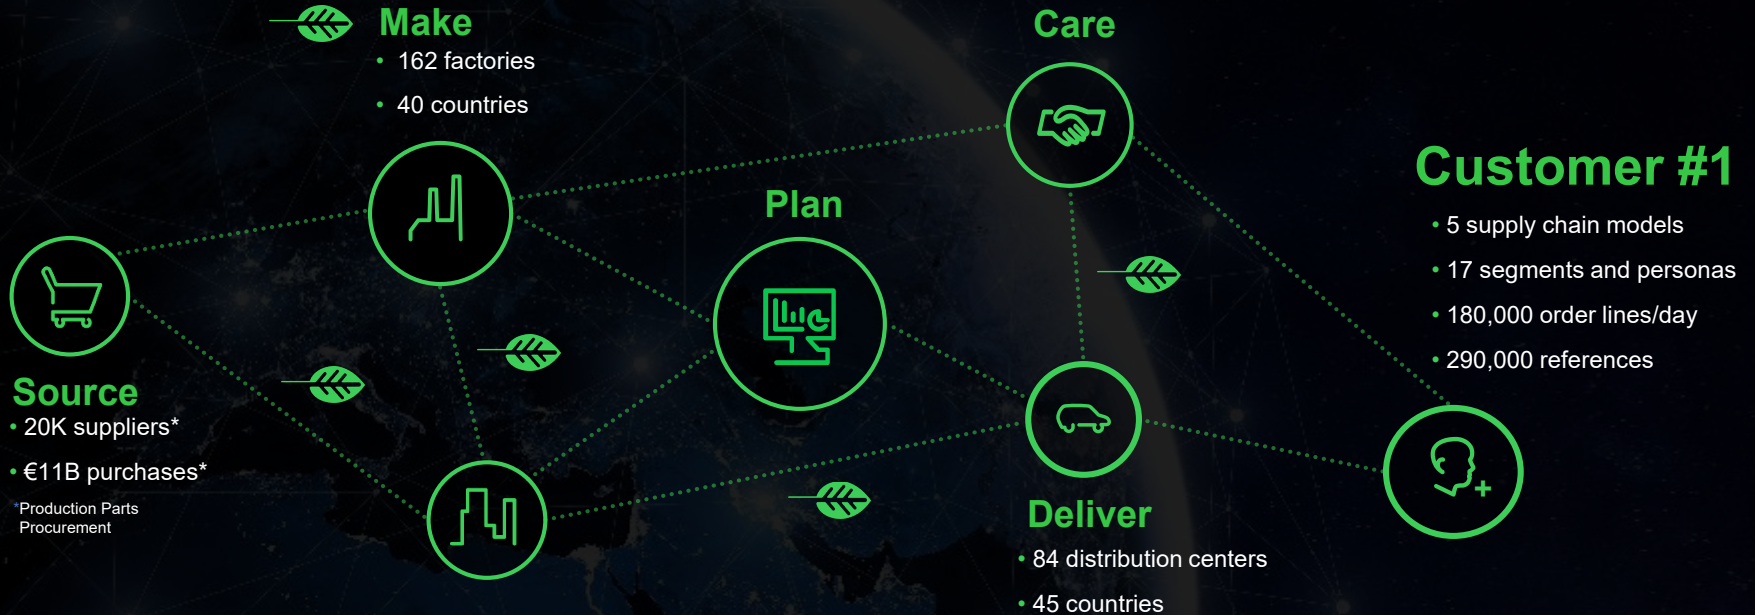 Make
• 162 factories
• 40 countries
Care
Plan
Customer #1
• 5 supply chain models
• 17 segments and personas
• 180,000 order lines/day
• 290,000 references
Source
• 20K suppliers*
• €11B purchases*
*Production Parts
Procurement
Deliver
• 84 distribution centers
• 45 countries